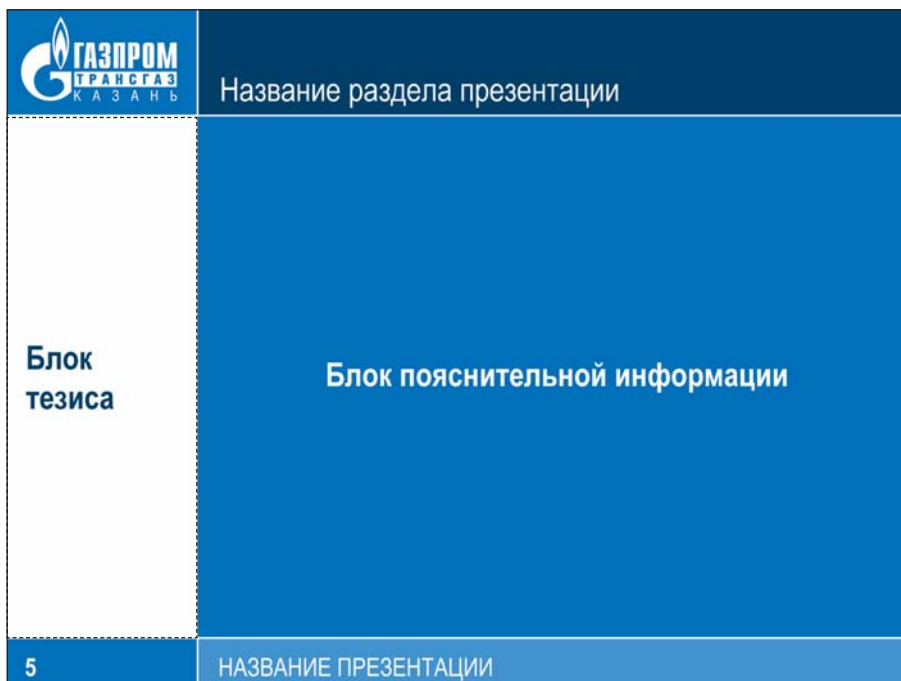 ГАЗПРОМ
ТРАНСГАЗ
КАЗАНЬ
Название раздела презентации
Блок
тезиса
Блок пояснительной информации
5
НАЗВАНИЕ ПРЕЗЕНТАЦИИ